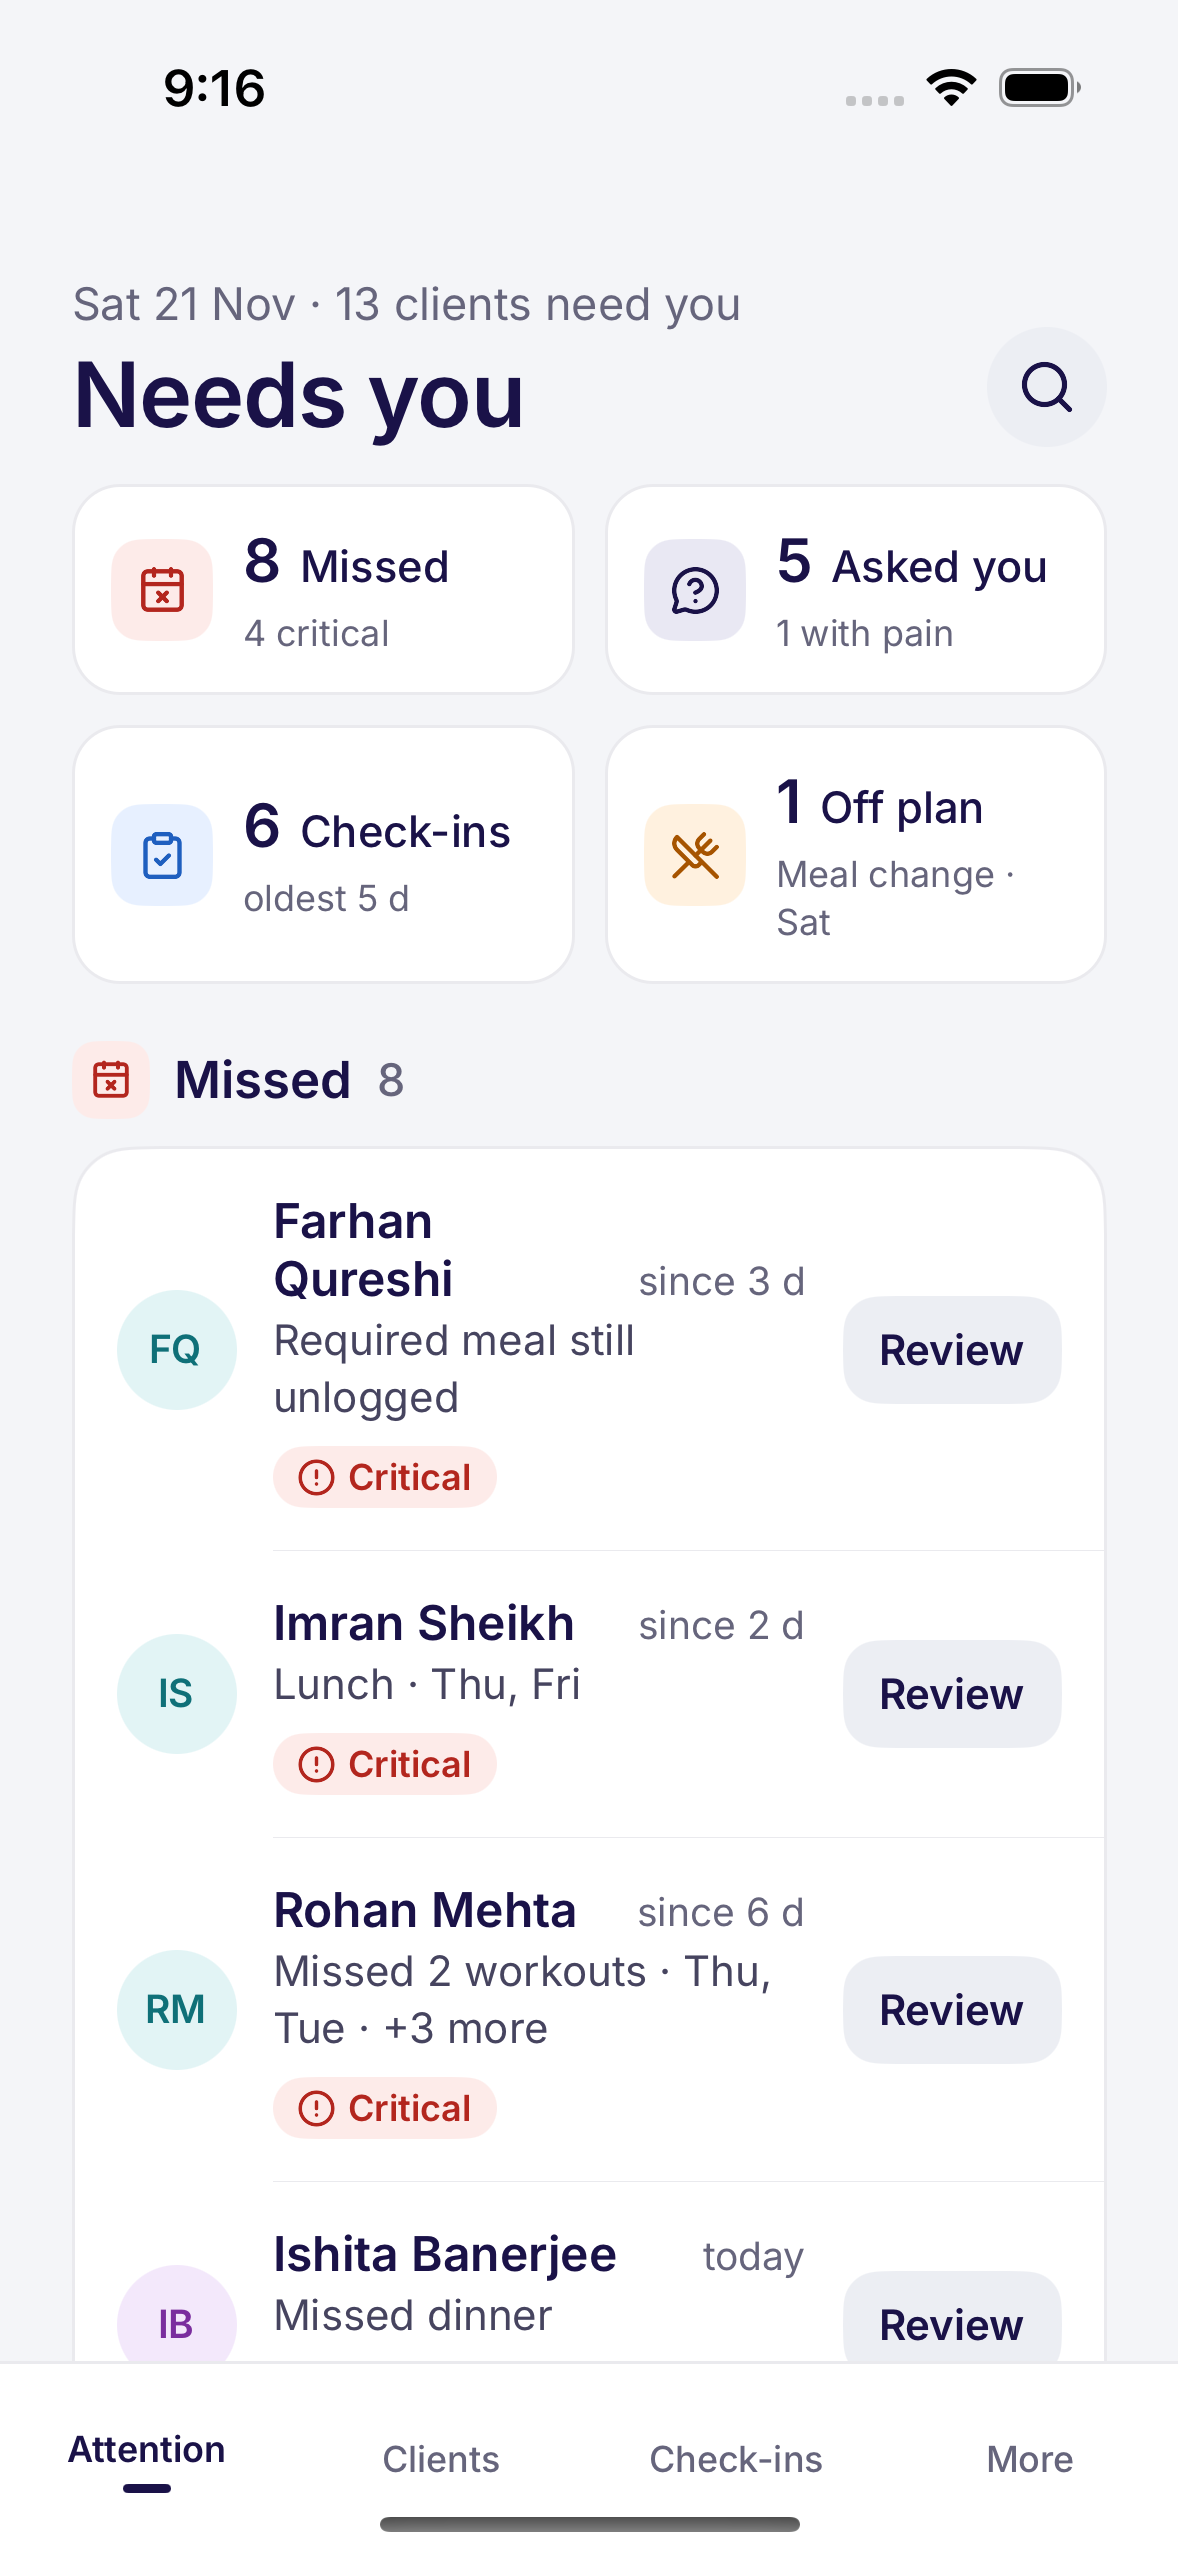 9:16
Sat 21 Nov · 13 clients need you
Needs you
8 Missed
4 critical
5 Asked you
1 with pain
6 Check-ins
oldest 5 d
1 Off plan
Meal change ·
Sat
Missed 8
FQ
Farhan
Qureshi
since 3 d
Required meal still
unlogged
Critical
Review
IS
Imran Sheikh
since 2 d
Lunch · Thu, Fri
Critical
Review
RM
Rohan Mehta
since 6 d
Missed 2 workouts · Thu,
Tue · +3 more
Critical
Review
IB
Ishita Banerjee
today
Missed dinner
Review
Attention
Clients
Check-ins
More